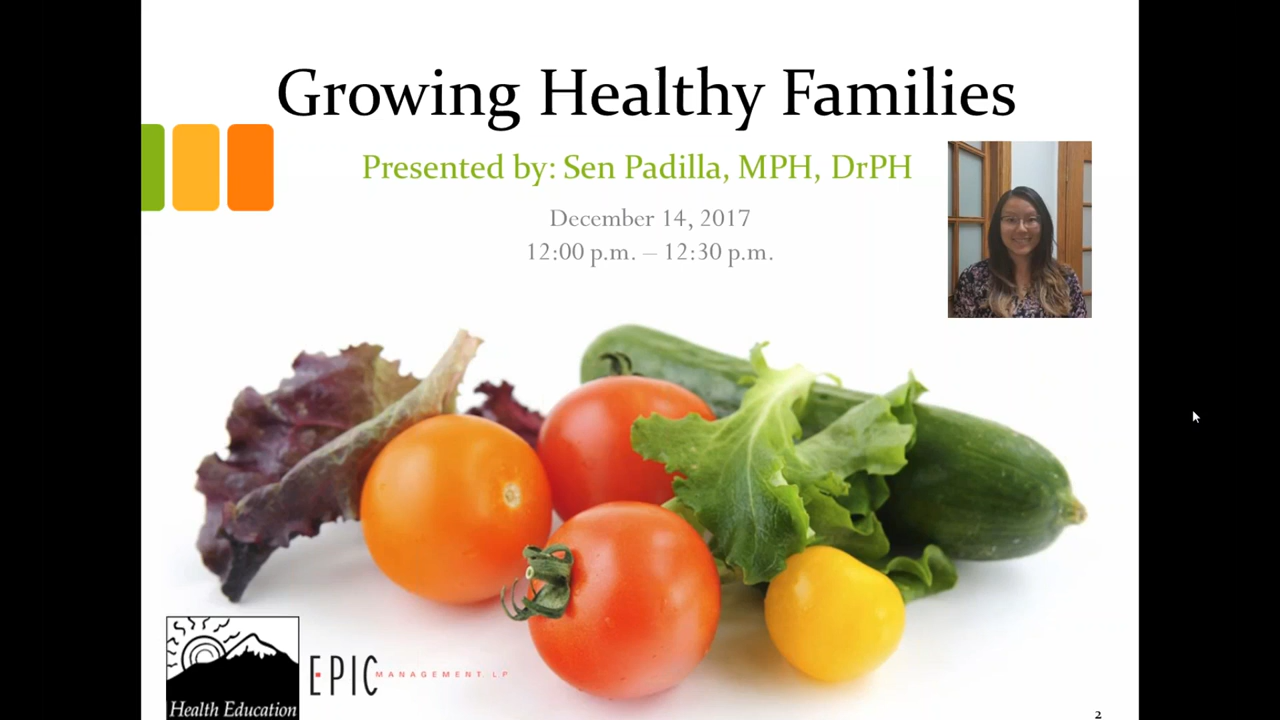 Growing Healthy Families
Presented by: Sen Padilla, MPH, DrPH
December 14, 2017
12:00 p.m. – 12:30 p.m.
Health Education
EPIC MANAGEMENT, LP
2